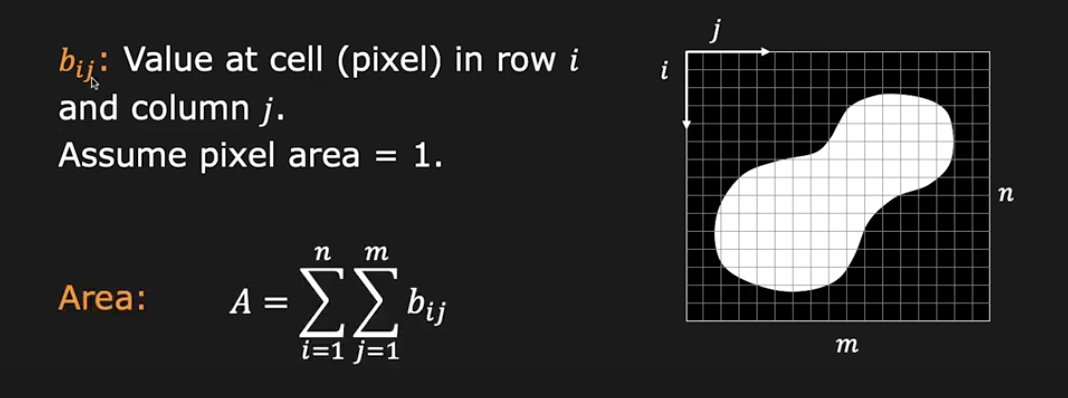 b_{ij}: Value at cell (pixel) in row i
and column j.
Assume pixel area = 1.
Area: A = \sum_{i=1}^{n} \sum_{j=1}^{m} b_{ij}
j
i
n
m